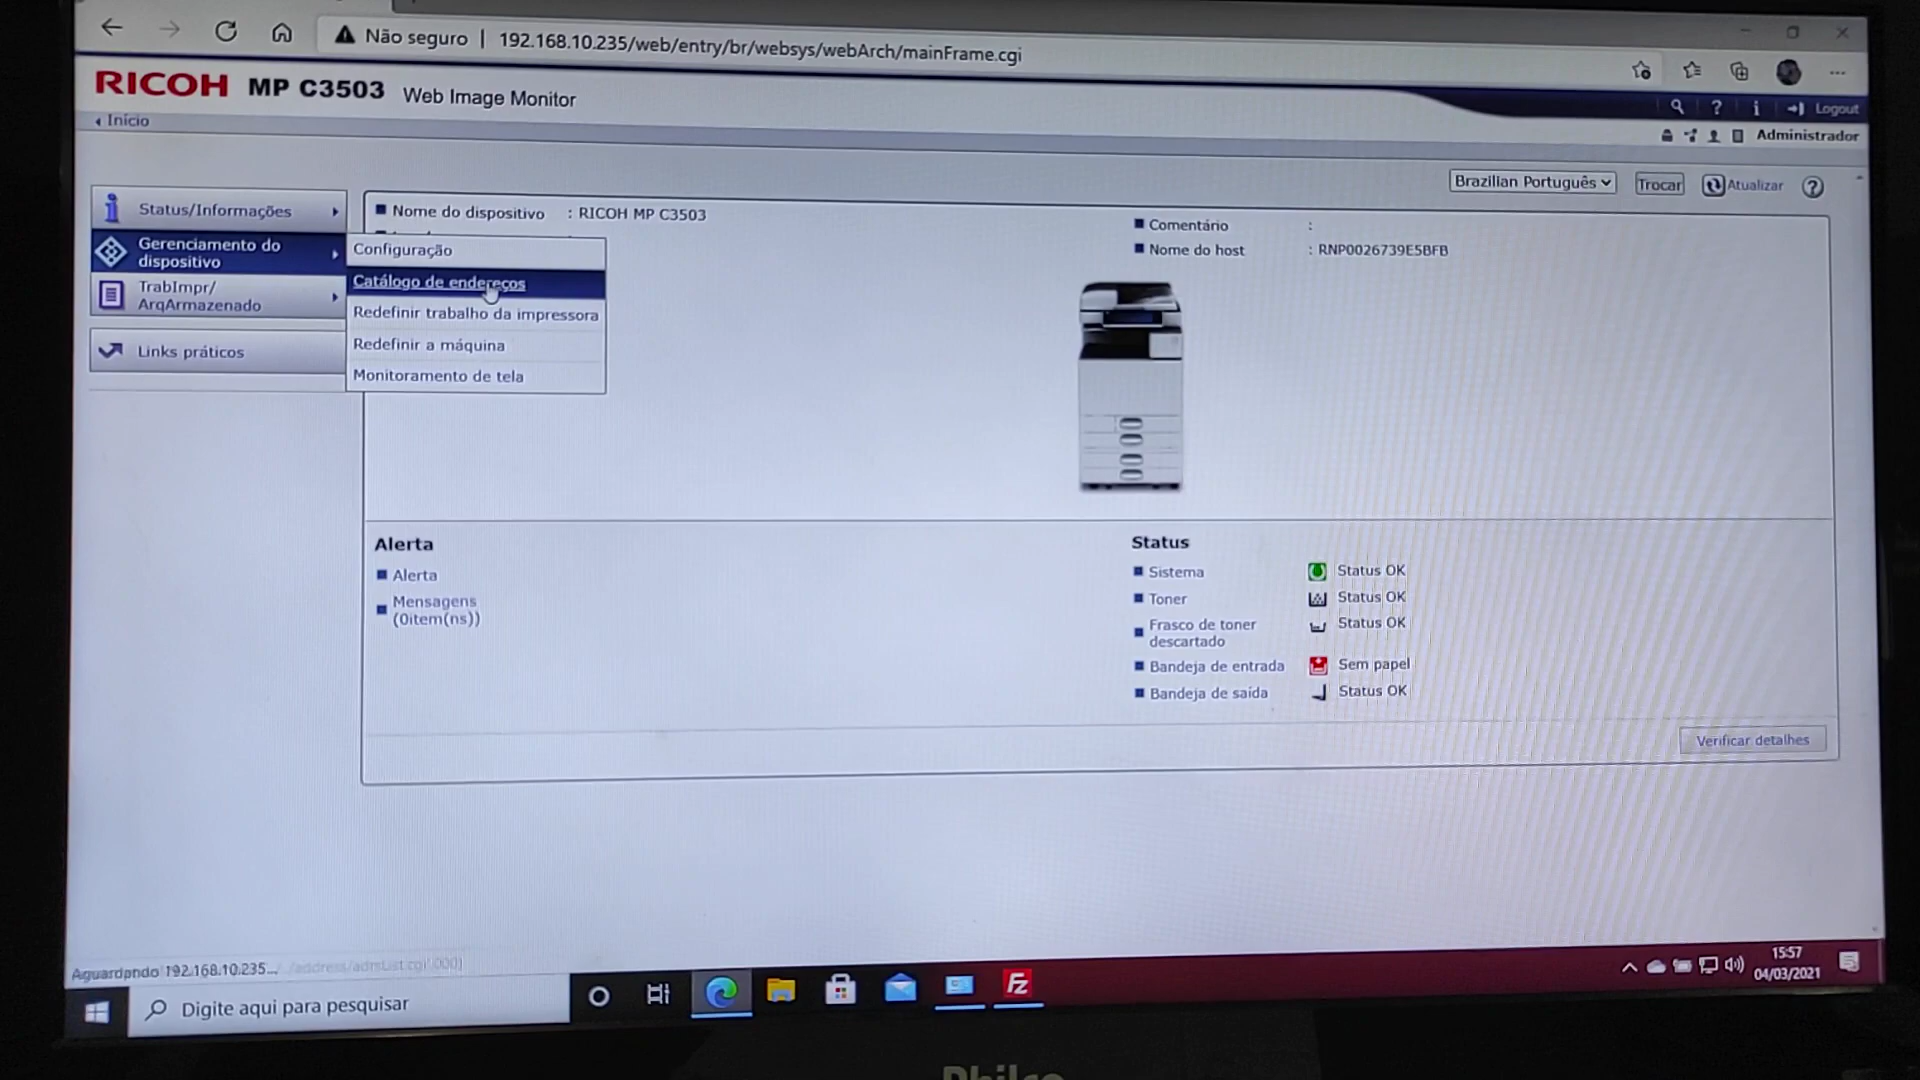 Não seguro | 192.168.10.235/web/entry/br/websys/webArch/mainFrame.cgi
RICOH MP C3503 Web Image Monitor
Logout
Início
Administrador
Brazilian Português
Trocar
Atualizar
Status/Informações
Gerenciamento do
dispositivo
TrabImpr/
ArqArmazenado
Links práticos
Configuração
Catálogo de endereços
Redefinir trabalho da impressora
Redefinir a máquina
Monitoramento de tela
Nome do dispositivo : RICOH MP C3503
Comentário :
Nome do host : RNP0026739E5BFB
Alerta
Alerta
Mensagens
(0item(ns))
Status
Sistema Status OK
Toner Status OK
Frasco de toner
descartado Status OK
Bandeja de entrada Sem papel
Bandeja de saída Status OK
Verificar detalhes
Aguardando 192.168.10.235...
Digite aqui para pesquisar
15:57
04/03/2021
Philco